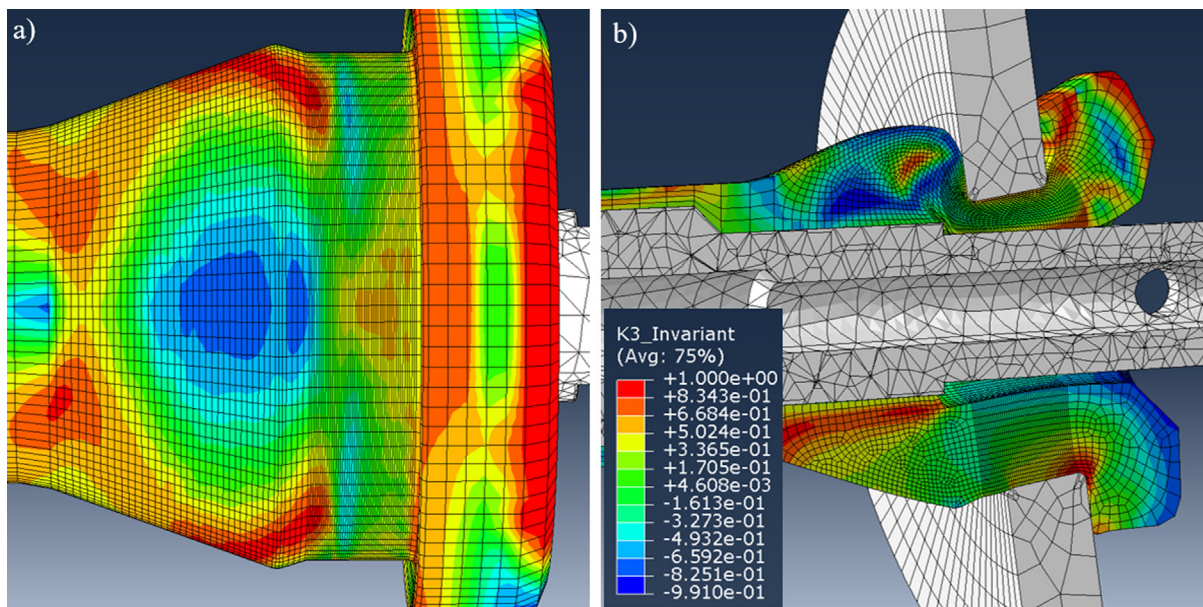 a)
b)
K3_Invariant
(Avg: 75%)
+1.000e+00
+8.343e-01
+6.684e-01
+5.024e-01
+3.365e-01
+1.705e-01
+4.608e-03
-1.613e-01
-3.273e-01
-4.932e-01
-6.592e-01
-8.251e-01
-9.910e-01